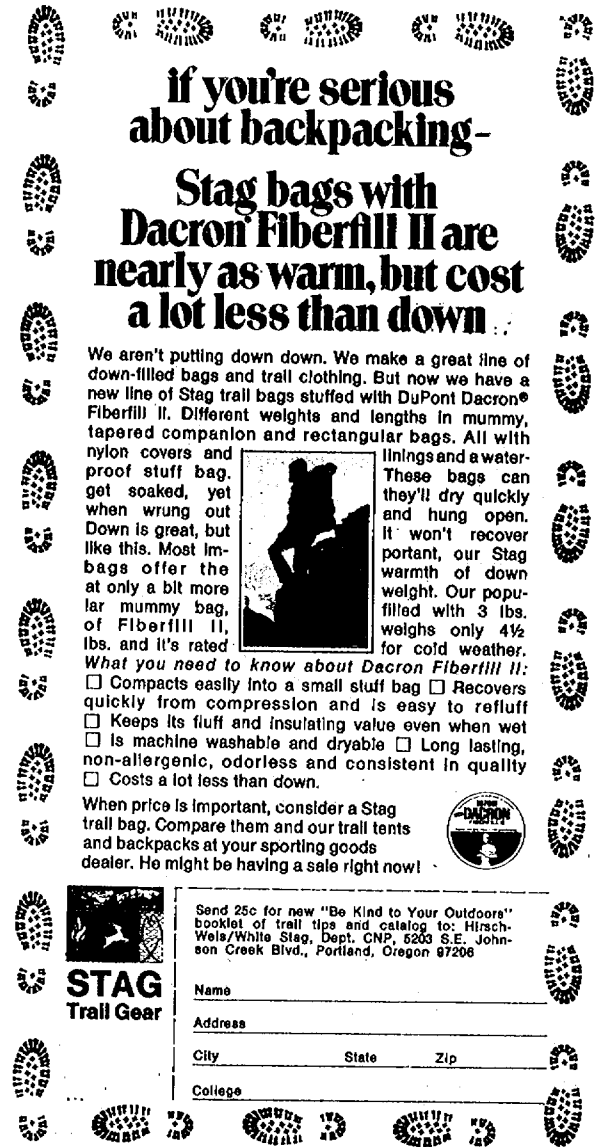 if you're serious
about backpacking-
Stag bags with
Dacron® Fiberfill II are
nearly as warm, but cost
a lot less than down
We aren't putting down down. We make a great line of
down-filled bags and trail clothing. But now we have a
new line of Stag trail bags stuffed with DuPont Dacron®
Fiberfill II. Different weights and lengths in mummy,
tapered companion and rectangular bags. All with
nylon covers and linings and a water-
proof stuff bag. These bags can
get soaked, yet they'll dry quickly
when wrung out and hung open.
Down is great, but it won't recover
like this. Most im- portant, our Stag
bags offer the warmth of down
at only a bit more weight. Our popu-
lar mummy bag, filled with 3 lbs.
of Fiberfill II, weighs only 4½
lbs. and it's rated for cold weather.
What you need to know about Dacron Fiberfill II:
☐ Compacts easily into a small stuff bag ☐ Recovers
quickly from compression and is easy to refluff
☐ Keeps its fluff and insulating value even when wet
☐ Is machine washable and dryable ☐ Long lasting,
non-allergenic, odorless and consistent in quality
☐ Costs a lot less than down.
When price is important, consider a Stag
trail bag. Compare them and our trail tents
and backpacks at your sporting goods
dealer. He might be having a sale right now!
DACRON
STAG
Trail Gear
Send 25c for new "Be Kind to Your Outdoors"
booklet of trail tips and catalog to: Hirsch-
Weis/White Stag, Dept. CNP, 5203 S.E. John-
son Creek Blvd., Portland, Oregon 97206
Name
Address
City State Zip
College